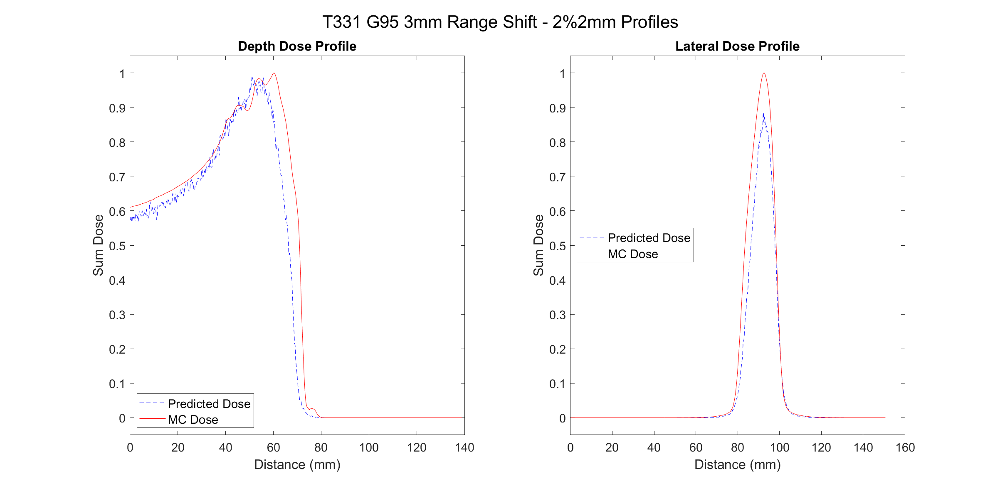 T331 G95 3mm Range Shift - 2%2mm Profiles
Depth Dose Profile
1
0.9
0.8
0.7
0.6
0.5
0.4
0.3
0.2
0.1
0
Sum Dose
Predicted Dose
MC Dose
0 20 40 60 80 100 120 140
Distance (mm)
Lateral Dose Profile
1
0.9
0.8
0.7
0.6
0.5
0.4
0.3
0.2
0.1
0
Sum Dose
Predicted Dose
MC Dose
0 20 40 60 80 100 120 140 160
Distance (mm)